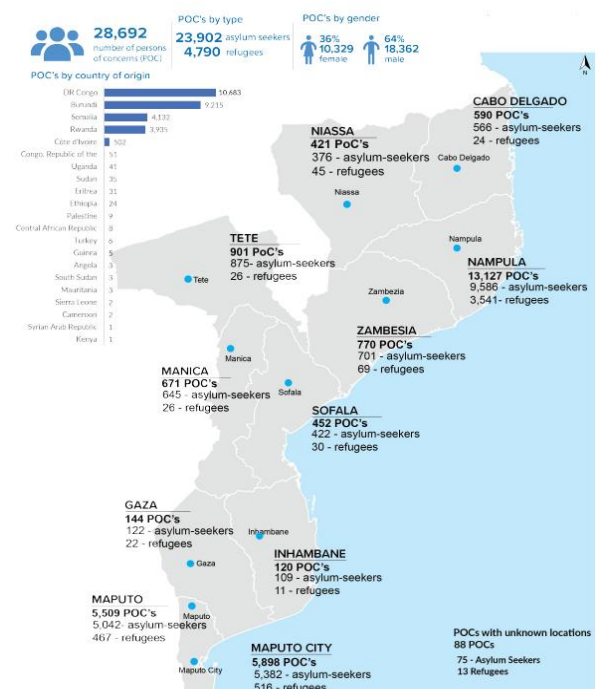 28,692
number of persons
of concerns (POC)
POC's by type
23,902 asylum seekers
4,790 refugees
POC's by gender
36%
10,329
female
64%
18,362
male
N
POC's by country of origin
DR Congo 10 683
Burundi 9,215
Somalia 4,132
Rwanda 3,935
Côte d'Ivoire 502
Congo, Republic of the 51
Uganda 41
Sudan 35
Eritrea 31
Ethiopia 24
Palestine 9
Central African Republic 8
Turkey 6
Guinea 5
Angola 3
South Sudan 3
Mauritania 3
Sierra Leone 2
Cameroon 2
Syrian Arab Republic 1
Kenya 1
CABO DELGADO
590 POC's
566 - asylum-seekers
24 - refugees
Cabo Delgado
NIASSA
421 PoC's
376 - asylum-seekers
45 - refugees
Niassa
TETE
901 PoC's
875- asylum-seekers
26 - refugees
Tete
Nampula
NAMPULA
13,127 POC's
9,586 - asylum-seekers
3,541- refugees
Zambezia
ZAMBESIA
770 POC's
701 - asylum-seekers
69 - refugees
Manica
MANICA
671 POC's
645 - asylum-seekers
26 - refugees
Sofala
SOFALA
452 POC's
422 - asylum-seekers
30 - refugees
GAZA
144 POC's
122 - asylum-seekers
22 - refugees
Gaza
Inhambane
INHAMBANE
120 POC's
109 - asylum-seekers
11 - refugees
MAPUTO
5,509 POC's
5,042- asylum-seekers
467 - refugees
Maputo
Maputo City
MAPUTO CITY
5,898 POC's
5,382 - asylum-seekers
516 - refugees
POCs with unknown locations
88 POCs
75 - Asylum Seekers
13 Refugees